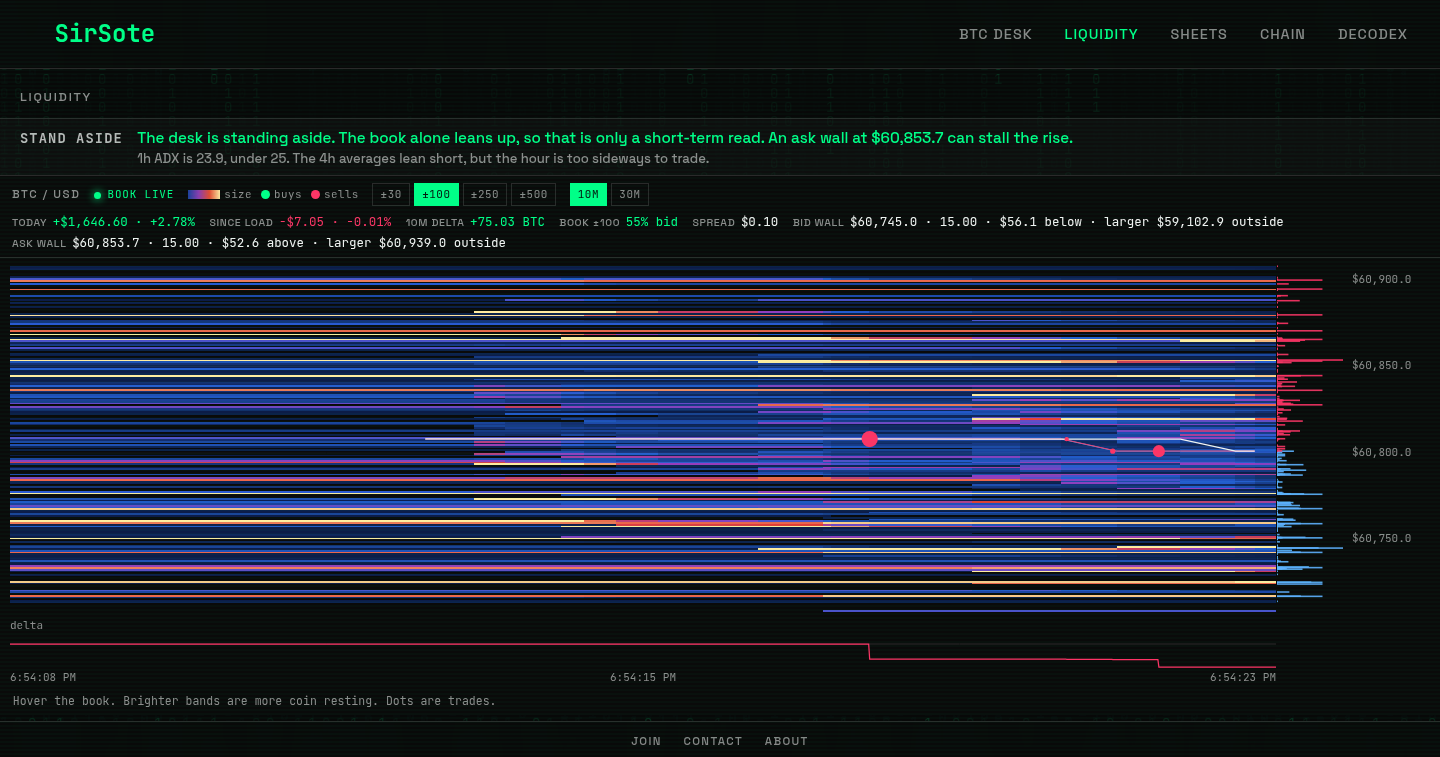 SirSote
BTC DESK LIQUIDITY SHEETS CHAIN DECODEX
LIQUIDITY
STAND ASIDE The desk is standing aside. The book alone leans up, so that is only a short-term read. An ask wall at $60,853.7 can stall the rise.
1h ADX is 23.9, under 25. The 4h averages lean short, but the hour is too sideways to trade.
BTC / USD BOOK LIVE size buys sells ±30 ±100 ±250 ±500 10M 30M
TODAY +$1,646.60 · +2.78% SINCE LOAD -$7.05 · -0.01% 10M DELTA +75.03 BTC BOOK ±100 55% bid SPREAD $0.10 BID WALL $60,745.0 · 15.00 · $56.1 below · larger $59,102.9 outside
ASK WALL $60,853.7 · 15.00 · $52.6 above · larger $60,939.0 outside
$60,900.0
$60,850.0
$60,800.0
$60,750.0
delta
6:54:08 PM 6:54:15 PM 6:54:23 PM
Hover the book. Brighter bands are more coin resting. Dots are trades.
JOIN CONTACT ABOUT